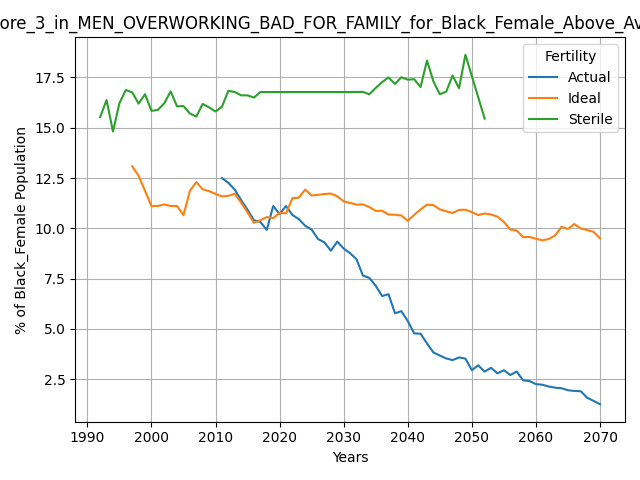 ore_3_in_MEN_OVERWORKING_BAD_FOR_FAMILY_for_Black_Female_Above_Av
Fertility
Actual
Ideal
Sterile
% of Black_Female Population
17.5
15.0
12.5
10.0
7.5
5.0
2.5
1990 2000 2010 2020 2030 2040 2050 2060 2070
Years